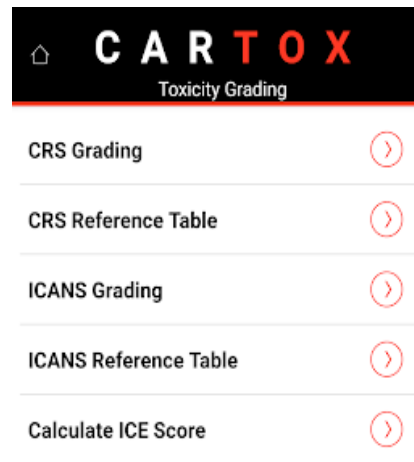 CARTOX
Toxicity Grading
CRS Grading
CRS Reference Table
ICANS Grading
ICANS Reference Table
Calculate ICE Score